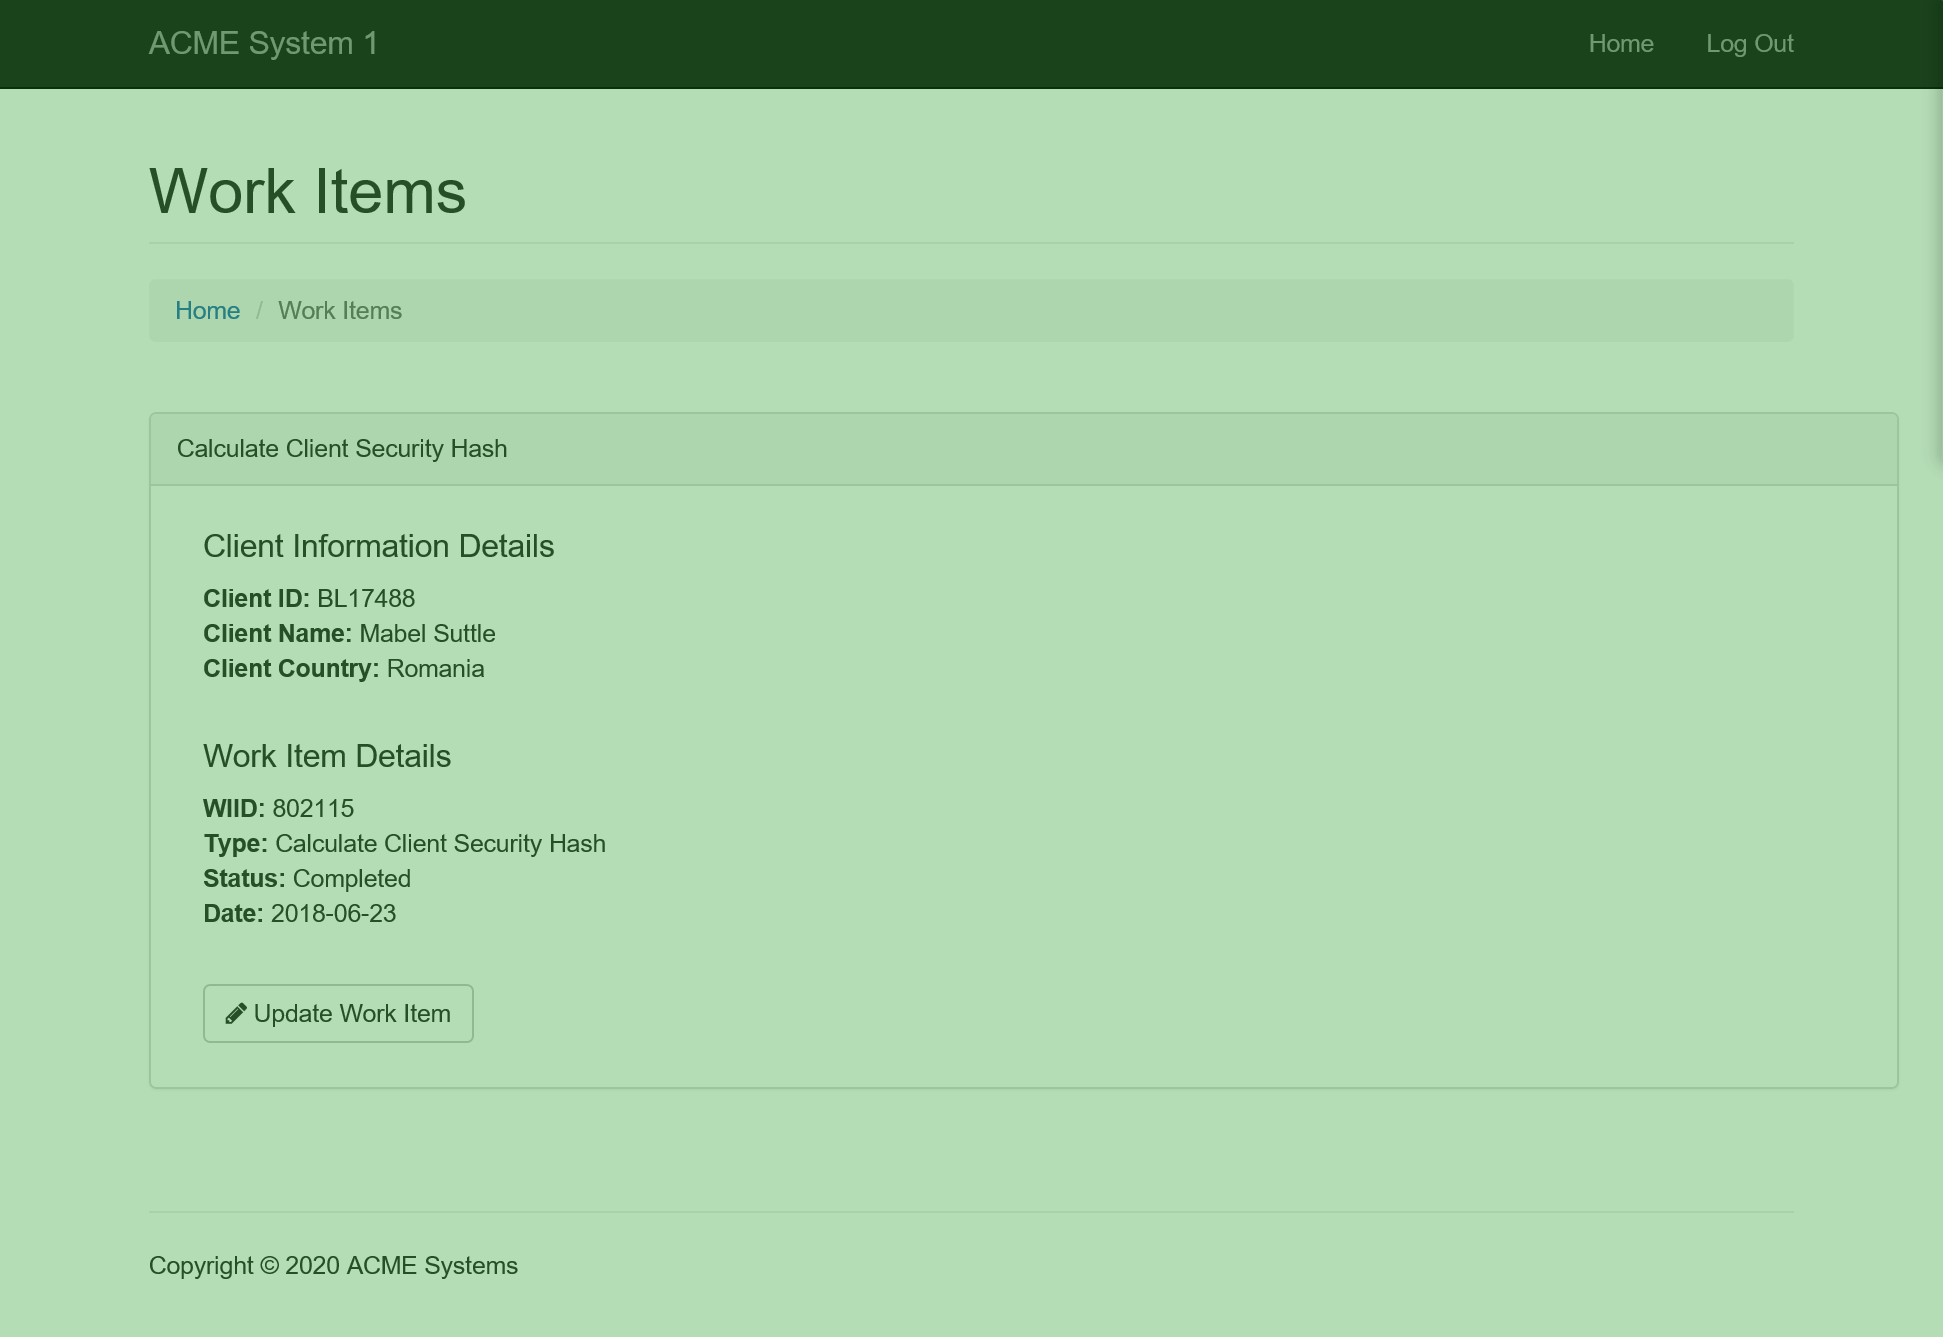 ACME System 1
Home
Log Out
Work Items
Home / Work Items
Calculate Client Security Hash
Client Information Details
Client ID: BL17488
Client Name: Mabel Suttle
Client Country: Romania
Work Item Details
WIID: 802115
Type: Calculate Client Security Hash
Status: Completed
Date: 2018-06-23
Update Work Item
Copyright © 2020 ACME Systems